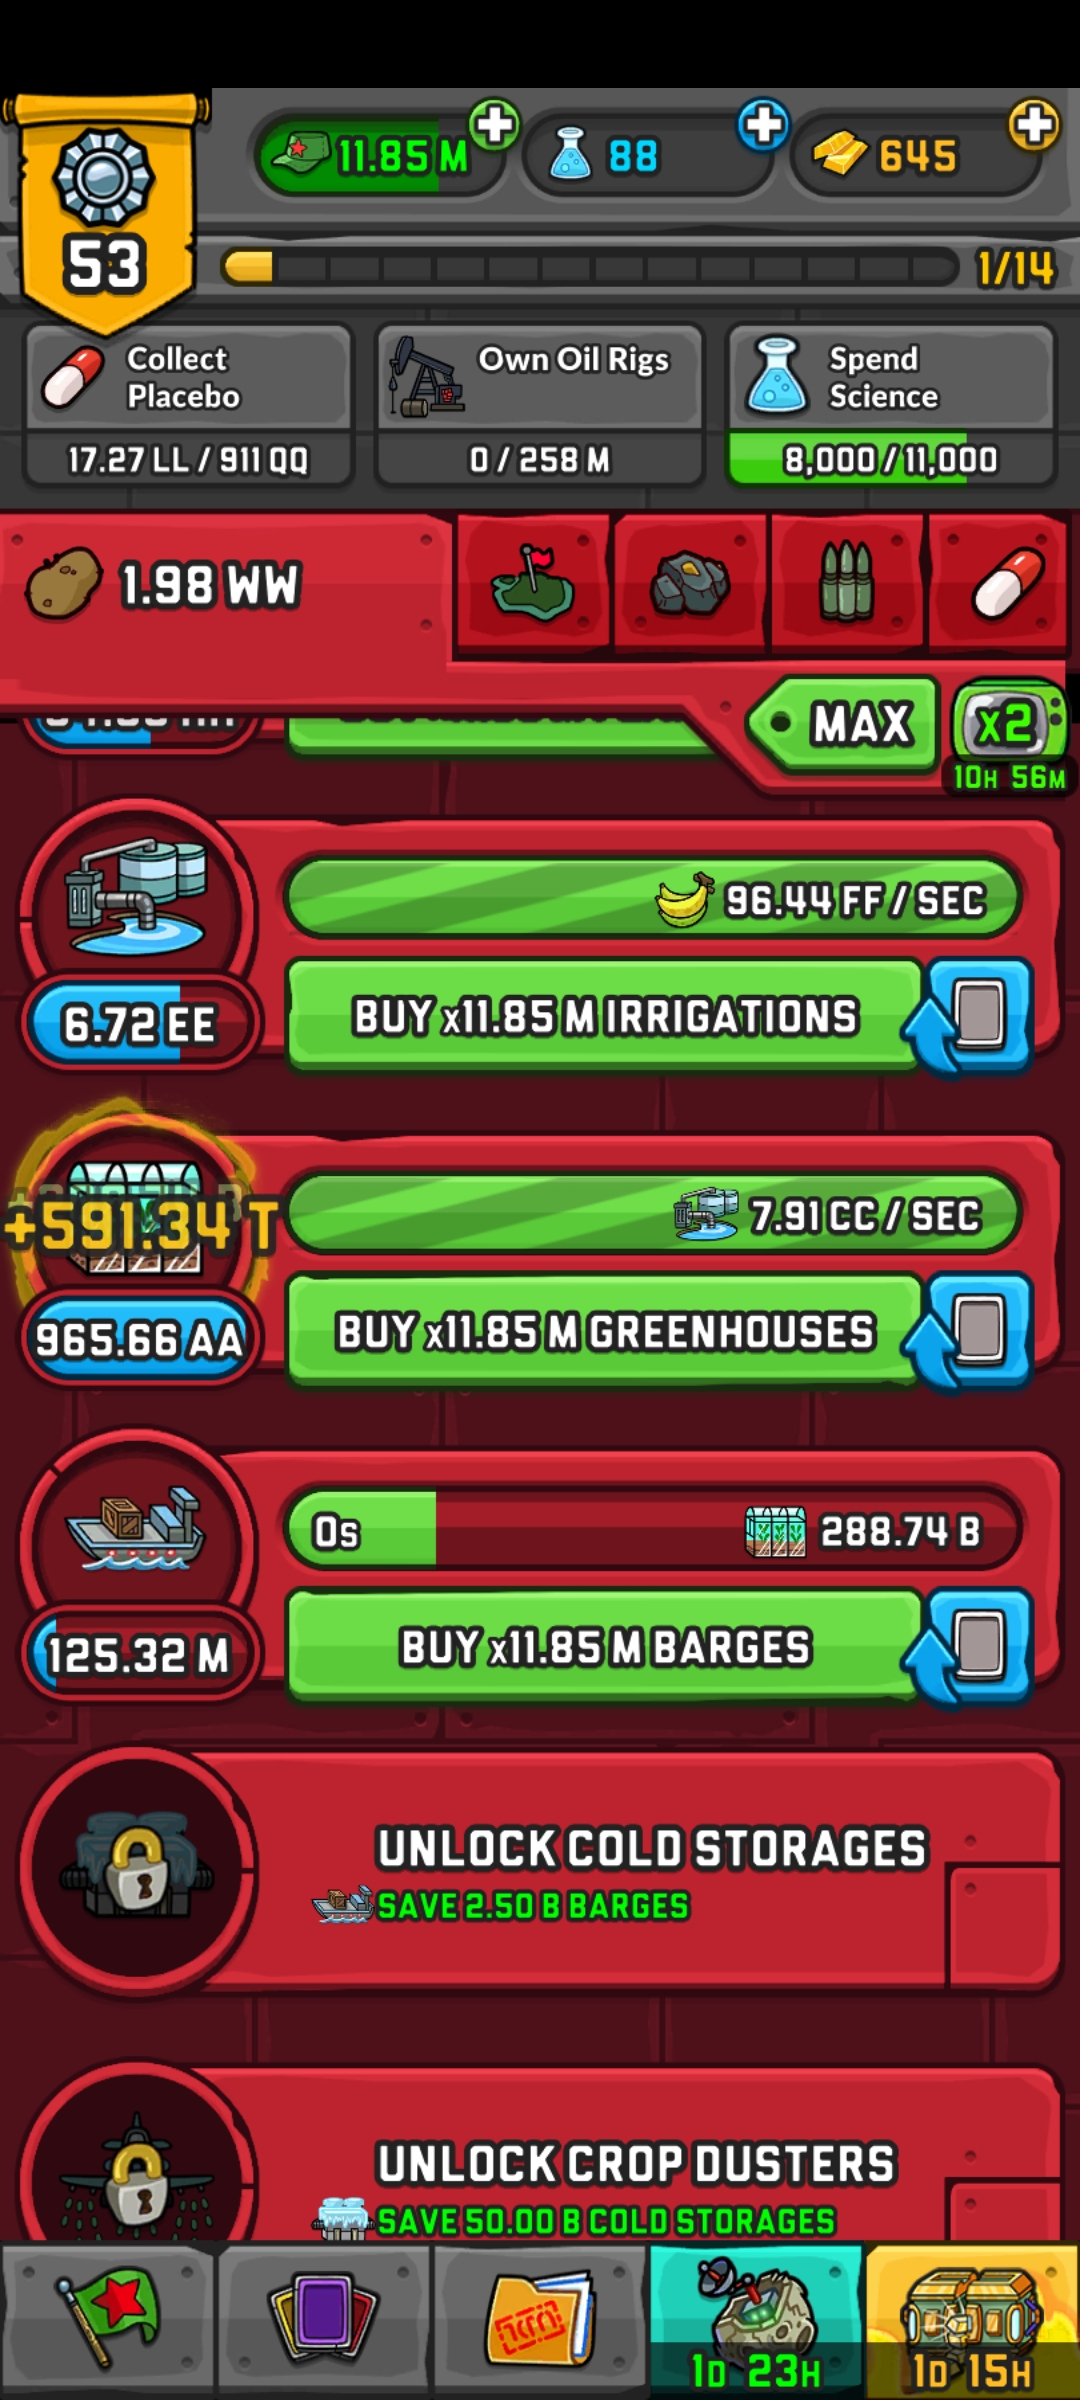 11.85 M
88
645
53
1/14
Collect
Placebo
17.27 LL / 911 QQ
Own Oil Rigs
0 / 258 M
Spend
Science
8,000 / 11,000
1.98 WW
MAX
X2
10H 56M
96.44 FF / SEC
6.72 EE
BUY x11.85 M IRRIGATIONS
+591.34 T
7.91 CC / SEC
965.66 AA
BUY x11.85 M GREENHOUSES
0s
288.74 B
125.32 M
BUY x11.85 M BARGES
UNLOCK COLD STORAGES
SAVE 2.50 B BARGES
UNLOCK CROP DUSTERS
SAVE 50.00 B COLD STORAGES
1D 23H
1D 15H